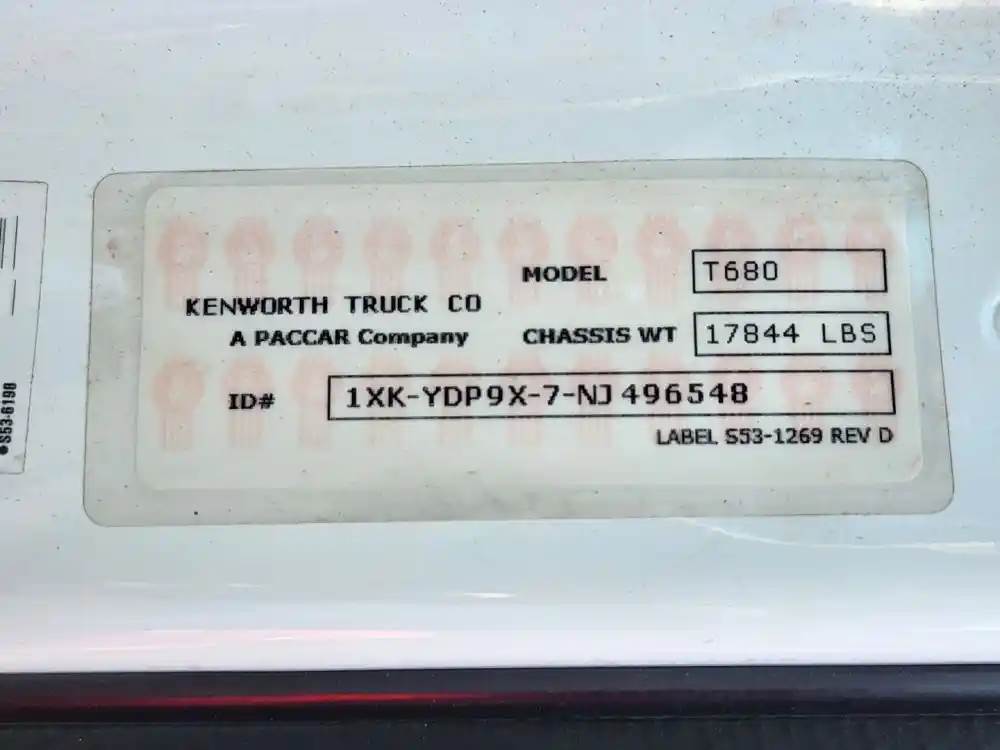 MODEL T680
KENWORTH TRUCK CO
A PACCAR Company CHASSIS WT 17844 LBS
ID# 1XK-YDP9X-7-NJ496548
LABEL S53-1269 REV D
●S53-6198